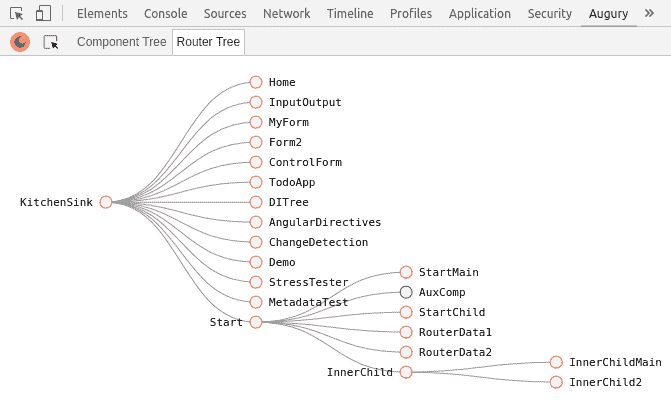 Elements Console Sources Network Timeline Profiles Application Security Augury »
Component Tree Router Tree
Home
InputOutput
MyForm
Form2
ControlForm
TodoApp
KitchenSink DITree
AngularDirectives
ChangeDetection
Demo
StartMain
StressTester
AuxComp
MetadataTest
StartChild
Start
RouterData1
RouterData2
InnerChildMain
InnerChild
InnerChild2